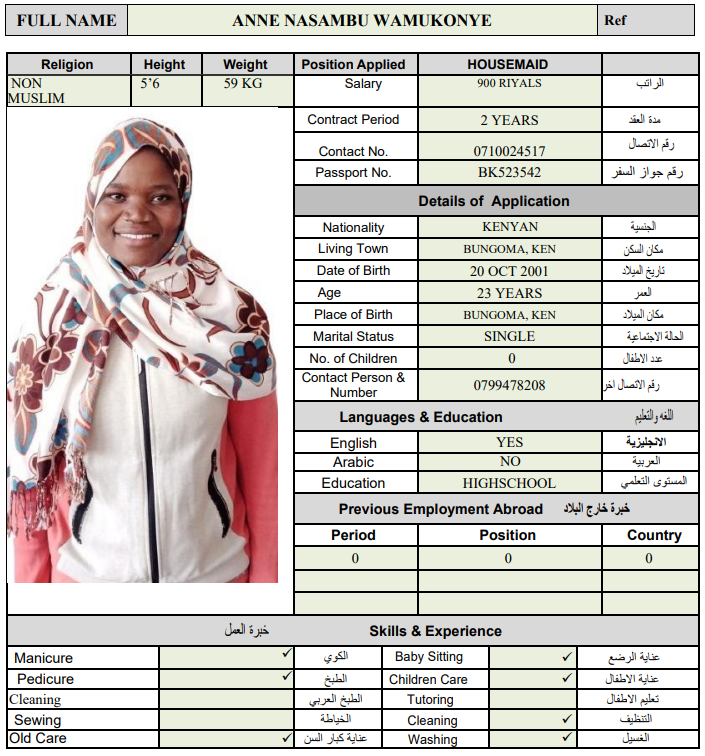 FULL NAME ANNE NASAMBU WAMUKONYE Ref
Religion Height Weight Position Applied HOUSEMAID
NON MUSLIM 5’6 59 KG Salary 900 RIYALS الراتب
Contract Period 2 YEARS مدة العقد
Contact No. 0710024517 رقم الاتصال
Passport No. BK523542 رقم جواز السفر
Details of Application
Nationality KENYAN الجنسية
Living Town BUNGOMA, KEN مكان السكن
Date of Birth 20 OCT 2001 تاريخ الميلاد
Age 23 YEARS العمر
Place of Birth BUNGOMA, KEN مكان الميلاد
Marital Status SINGLE الحالة الاجتماعية
No. of Children 0 عدد الاطفال
Contact Person & Number 0799478208 رقم الاتصال اخر
Languages & Education اللغه والتعليم
English YES الانجليزية
Arabic NO العربية
Education HIGHSCHOOL المستوى التعلمي
Previous Employment Abroad خبرة خارج البلاد
Period Position Country
0 0 0
خبرة العمل Skills & Experience
Manicure ✓ الكوي Baby Sitting ✓ عناية الرضع
Pedicure ✓ الطبخ Children Care ✓ عناية الاطفال
Cleaning الطبخ العربي Tutoring تعليم الاطفال
Sewing الخياطة Cleaning ✓ التنظيف
Old Care ✓ عناية كبار السن Washing ✓ الغسيل